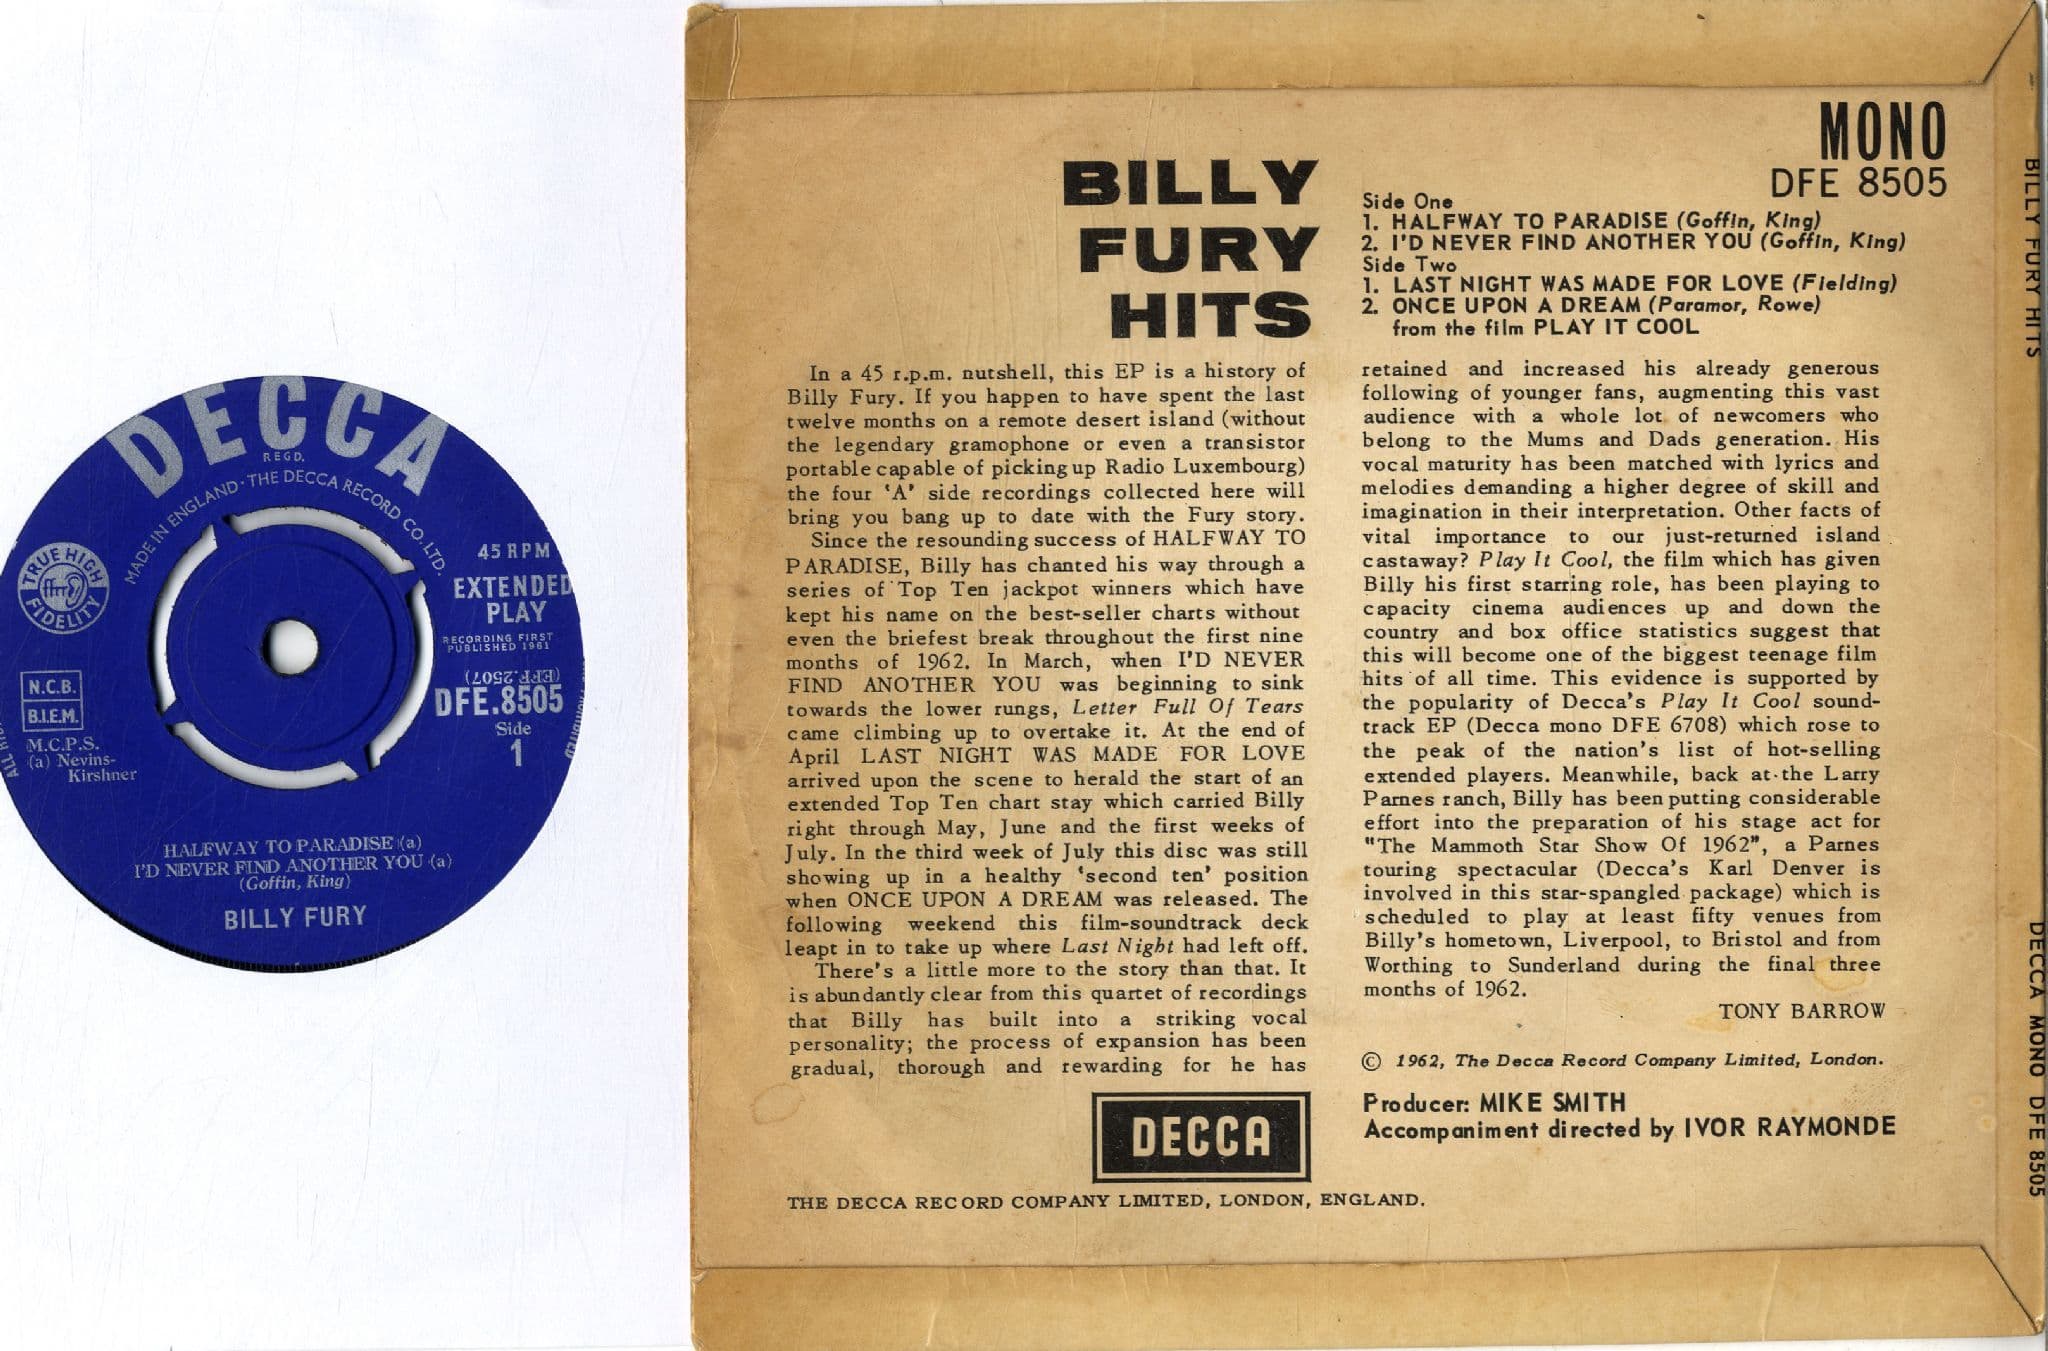 DECCA
REGD.
MADE IN ENGLAND · THE DECCA RECORD CO. LTD.
TRUE HIGH
ffrr
FIDELITY
45 RPM
EXTENDED
PLAY
RECORDING FIRST
PUBLISHED 1961
(EFF.2507)
DFE.8505
Side
1
N.C.B.
B.I.E.M.
M.C.P.S.
(a) Nevins-
Kirshner
HALFWAY TO PARADISE (a)
I'D NEVER FIND ANOTHER YOU (a)
(Goffin, King)
BILLY FURY
MONO
DFE 8505
BILLY
FURY
HITS
Side One
1. HALFWAY TO PARADISE (Goffin, King)
2. I'D NEVER FIND ANOTHER YOU (Goffin, King)
Side Two
1. LAST NIGHT WAS MADE FOR LOVE (Fielding)
2. ONCE UPON A DREAM (Paramor, Rowe)
from the film PLAY IT COOL
In a 45 r.p.m. nutshell, this EP is a history of
Billy Fury. If you happen to have spent the last
twelve months on a remote desert island (without
the legendary gramophone or even a transistor
portable capable of picking up Radio Luxembourg)
the four 'A' side recordings collected here will
bring you bang up to date with the Fury story.
Since the resounding success of HALFWAY TO
PARADISE, Billy has chanted his way through a
series of Top Ten jackpot winners which have
kept his name on the best-seller charts without
even the briefest break throughout the first nine
months of 1962. In March, when I'D NEVER
FIND ANOTHER YOU was beginning to sink
towards the lower rungs, Letter Full Of Tears
came climbing up to overtake it. At the end of
April LAST NIGHT WAS MADE FOR LOVE
arrived upon the scene to herald the start of an
extended Top Ten chart stay which carried Billy
right through May, June and the first weeks of
July. In the third week of July this disc was still
showing up in a healthy 'second ten' position
when ONCE UPON A DREAM was released. The
following weekend this film-soundtrack deck
leapt in to take up where Last Night had left off.
There's a little more to the story than that. It
is abundantly clear from this quartet of recordings
that Billy has built into a striking vocal
personality; the process of expansion has been
gradual, thorough and rewarding for he has
retained and increased his already generous
following of younger fans, augmenting this vast
audience with a whole lot of newcomers who
belong to the Mums and Dads generation. His
vocal maturity has been matched with lyrics and
melodies demanding a higher degree of skill and
imagination in their interpretation. Other facts of
vital importance to our just-returned island
castaway? Play It Cool, the film which has given
Billy his first starring role, has been playing to
capacity cinema audiences up and down the
country and box office statistics suggest that
this will become one of the biggest teenage film
hits of all time. This evidence is supported by
the popularity of Decca's Play It Cool sound-
track EP (Decca mono DFE 6708) which rose to
the peak of the nation's list of hot-selling
extended players. Meanwhile, back at the Larry
Parnes ranch, Billy has been putting considerable
effort into the preparation of his stage act for
"The Mammoth Star Show Of 1962", a Parnes
touring spectacular (Decca's Karl Denver is
involved in this star-spangled package) which is
scheduled to play at least fifty venues from
Billy's hometown, Liverpool, to Bristol and from
Worthing to Sunderland during the final three
months of 1962.
TONY BARROW
© 1962, The Decca Record Company Limited, London.
Producer: MIKE SMITH
Accompaniment directed by IVOR RAYMONDE
DECCA
THE DECCA RECORD COMPANY LIMITED, LONDON, ENGLAND.
BILLY FURY HITS
DECCA MONO DFE 8505